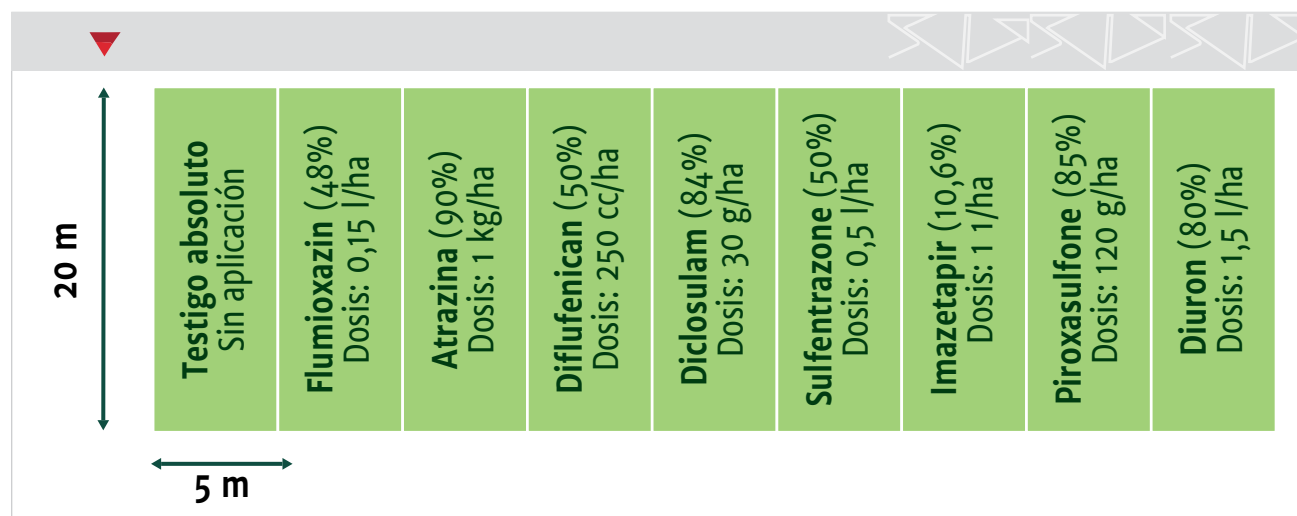 20 m
Testigo absoluto
Sin aplicación
Flumioxazin (48%)
Dosis: 0,15 l/ha
Atrazina (90%)
Dosis: 1 kg/ha
Diflufenican (50%)
Dosis: 250 cc/ha
Diclosulam (84%)
Dosis: 30 g/ha
Sulfentrazone (50%)
Dosis: 0,5 l/ha
Imazetapir (10,6%)
Dosis: 1 l/ha
Piroxasulfone (85%)
Dosis: 120 g/ha
Diuron (80%)
Dosis: 1,5 l/ha
5 m